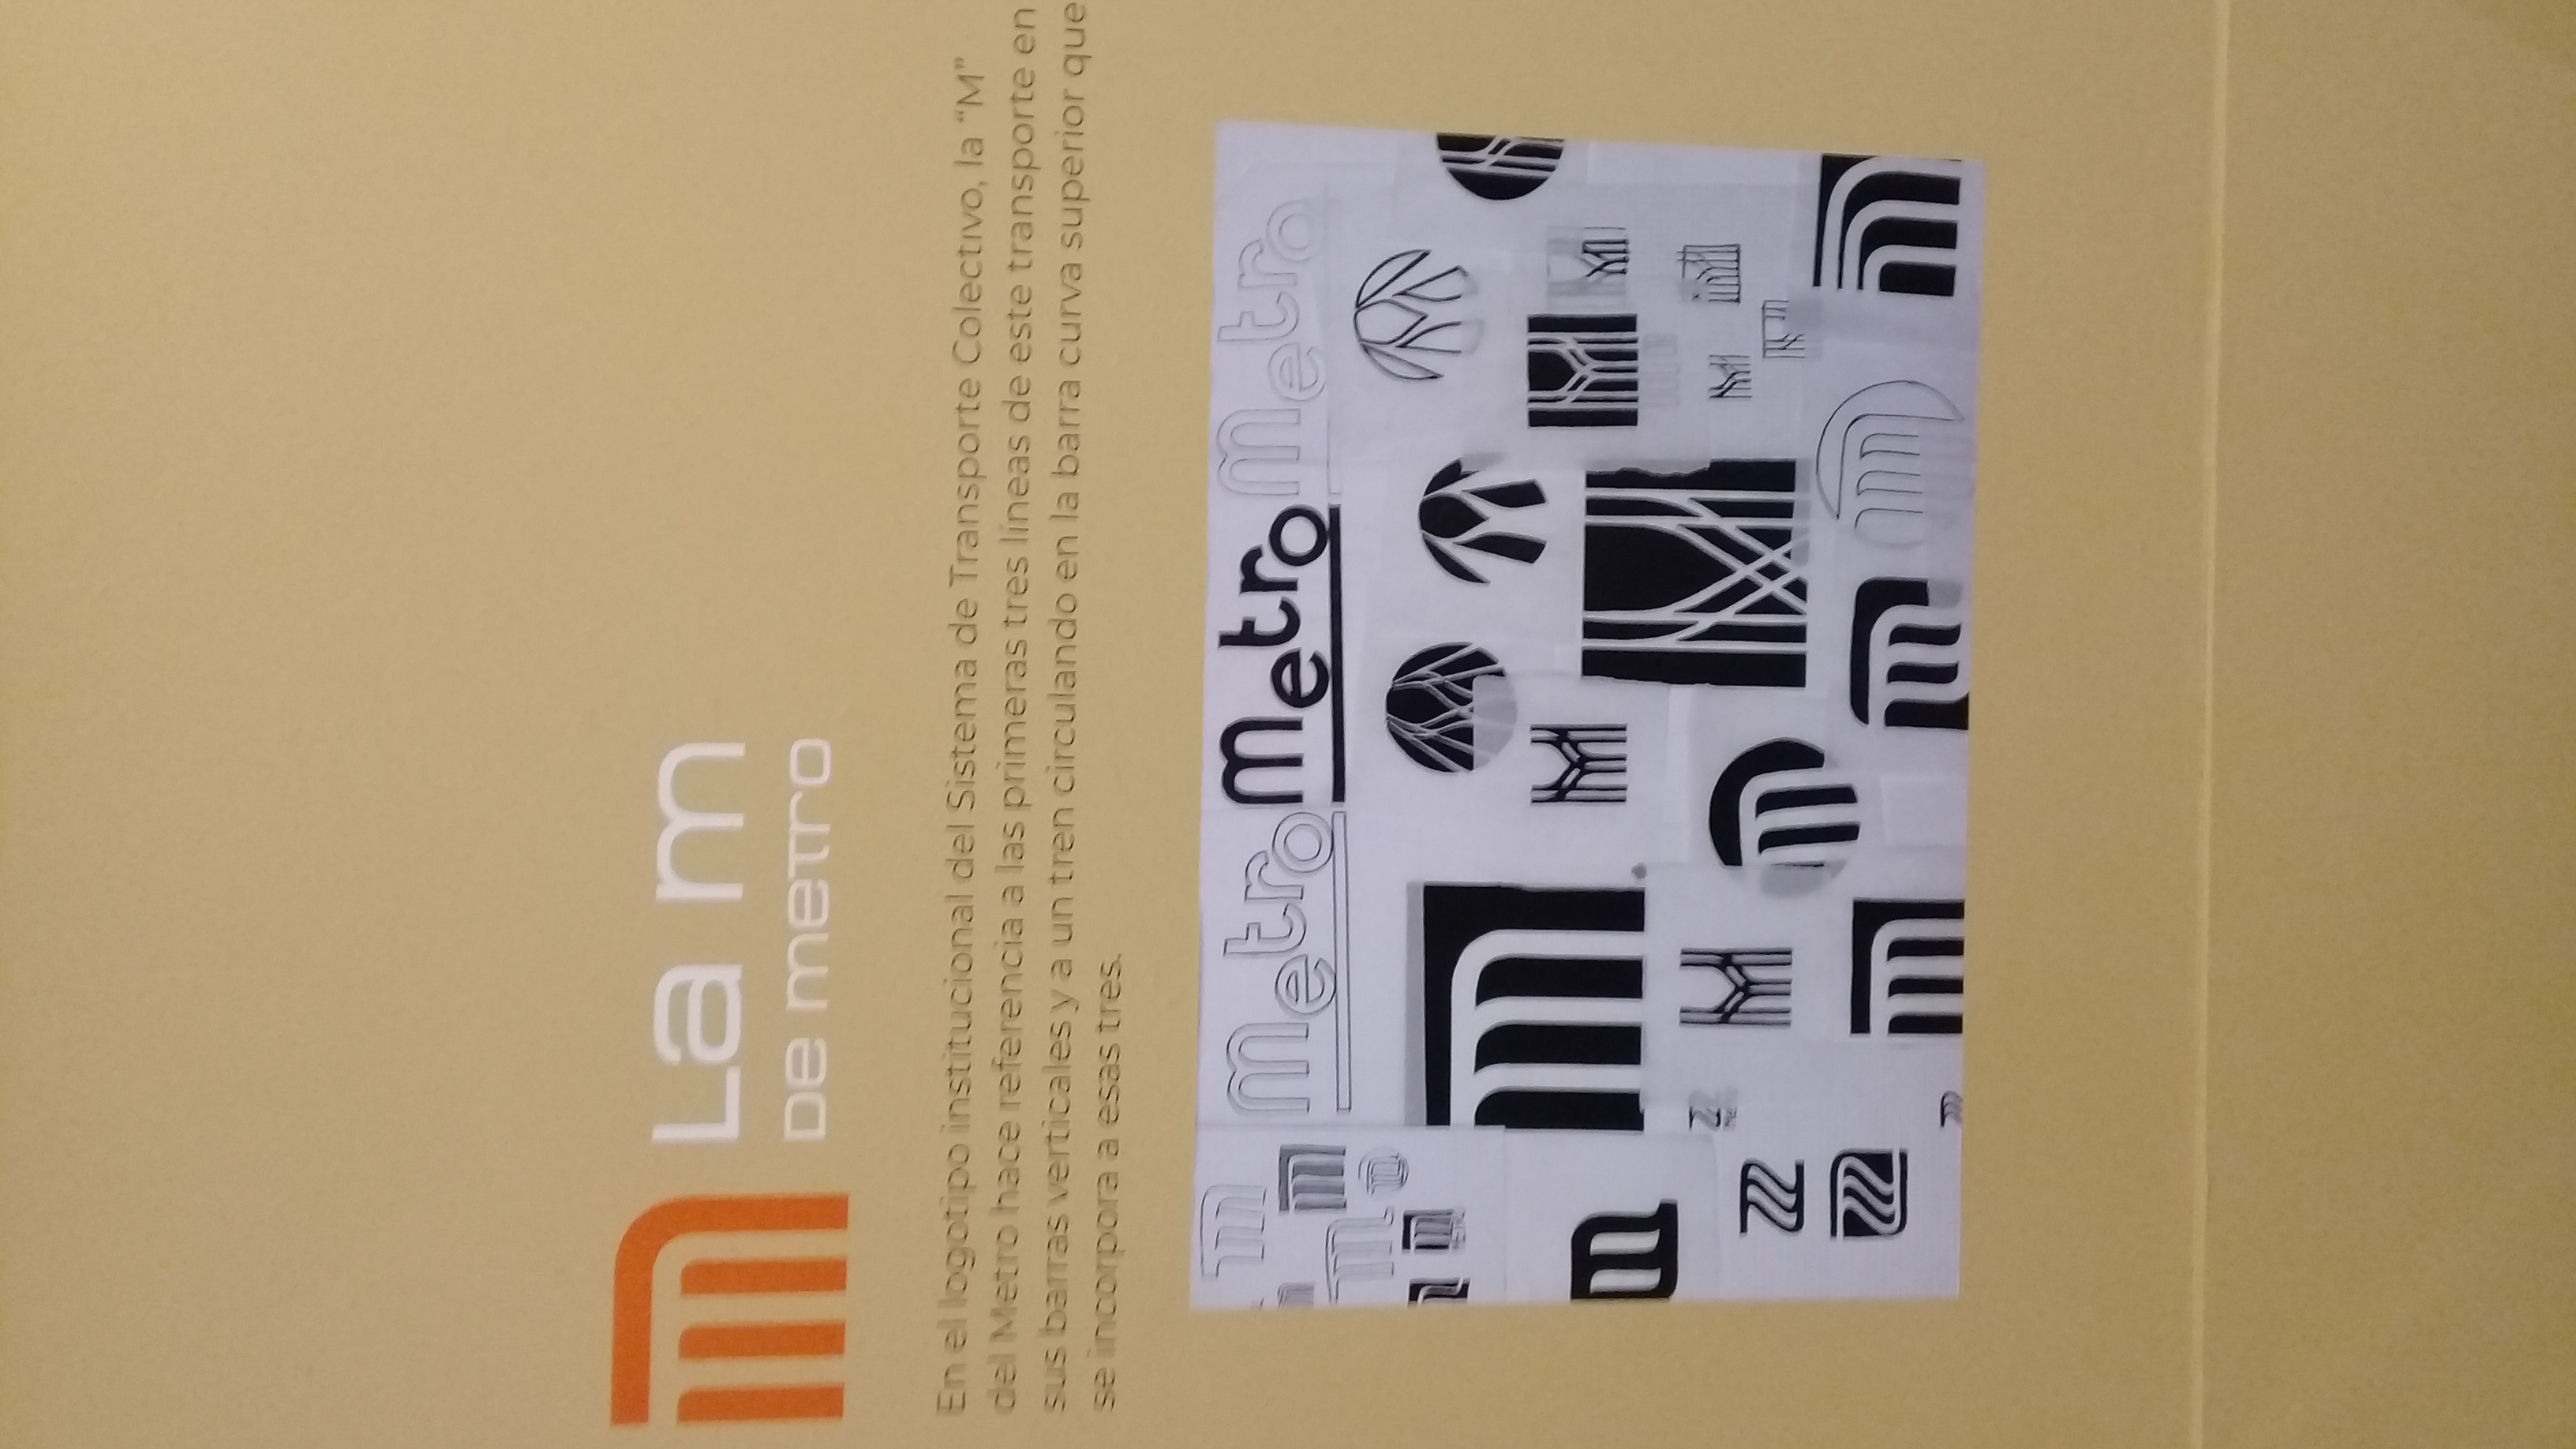 La m
De metro
En el logotipo institucional del Sistema de Transporte Colectivo, la “M”
del Metro hace referencia a las primeras tres líneas de este transporte en
sus barras verticales y a un tren circulando en la barra curva superior que
se incorpora a esas tres.
metro metro metro
METRO